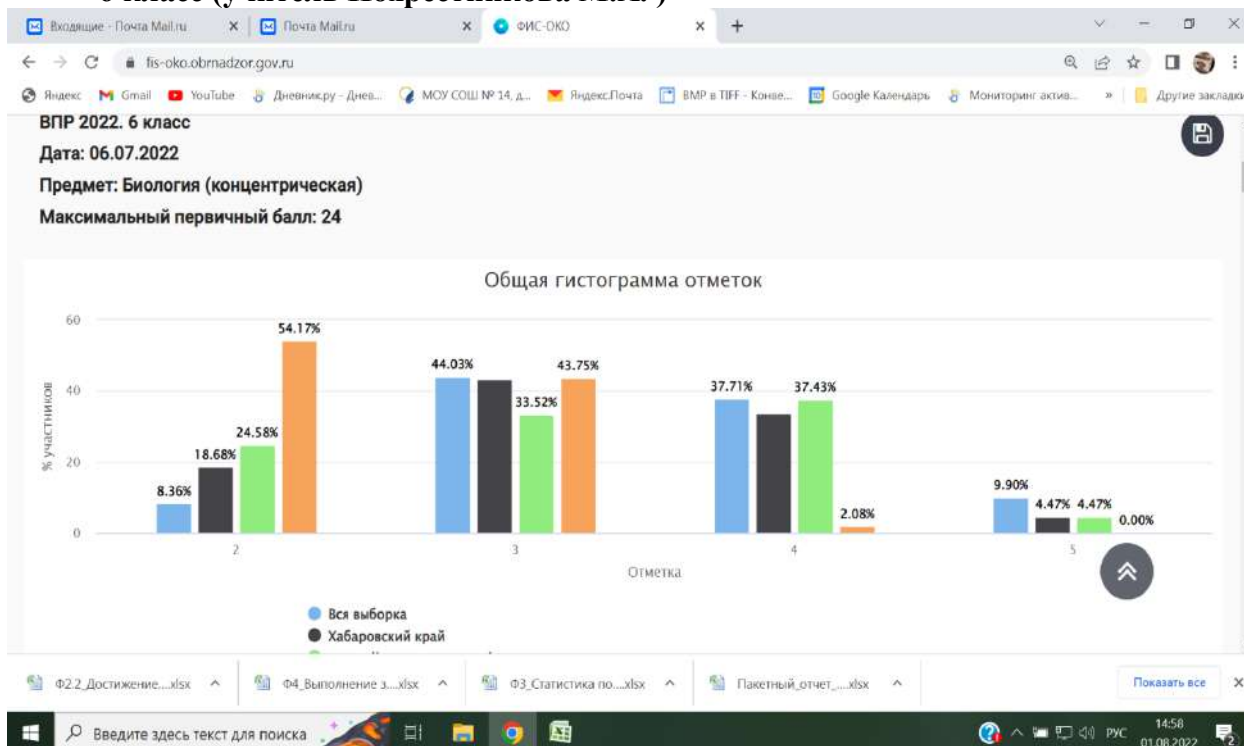 Входящие - Почта Mail.ru
Почта Mail.ru
ФИС-ОКО
fis-oko.obrnadzor.gov.ru
Яндекс
Gmail
YouTube
Дневник.ру - Днев...
МОУ СОШ № 14, д...
Яндекс.Почта
BMP в TIFF - Конве...
Google Календарь
Мониторинг актив...
»
Другие закладки
ВПР 2022. 6 класс
Дата: 06.07.2022
Предмет: Биология (концентрическая)
Максимальный первичный балл: 24
Общая гистограмма отметок
% участников
60
40
20
0
8.36% 18.68% 24.58% 54.17%
44.03% 33.52% 43.75%
37.71% 37.43% 2.08%
9.90% 4.47% 4.47% 0.00%
2 3 4 5
Отметка
Вся выборка
Хабаровский край
Ф2.2_Достижение....xlsx
Ф4_Выполнение з....xlsx
Ф3_Статистика по....xlsx
Пакетный_отчет_....xlsx
Показать все
Введите здесь текст для поиска
РУС
14:58
01.08.2022
2